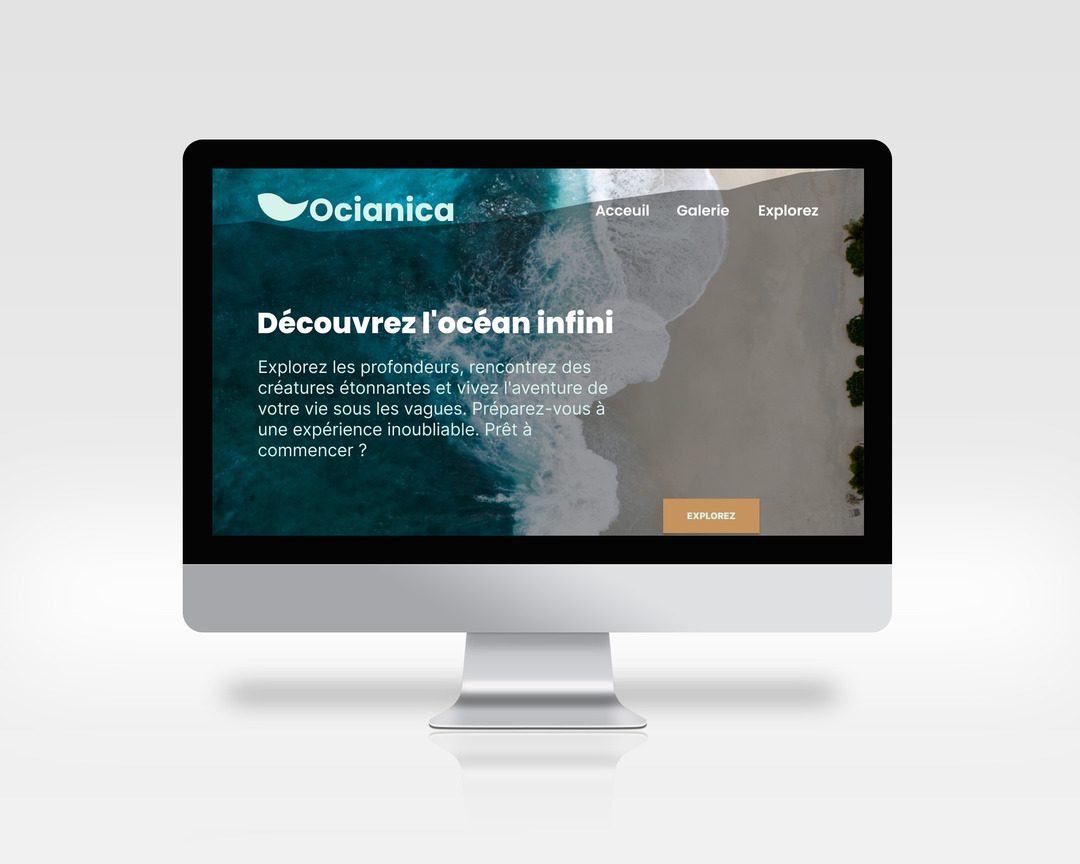 Ocianica
Acceuil Galerie Explorez
Découvrez l'océan infini
Explorez les profondeurs, rencontrez des
créatures étonnantes et vivez l'aventure de
votre vie sous les vagues. Préparez-vous à
une expérience inoubliable. Prêt à
commencer ?
EXPLOREZ